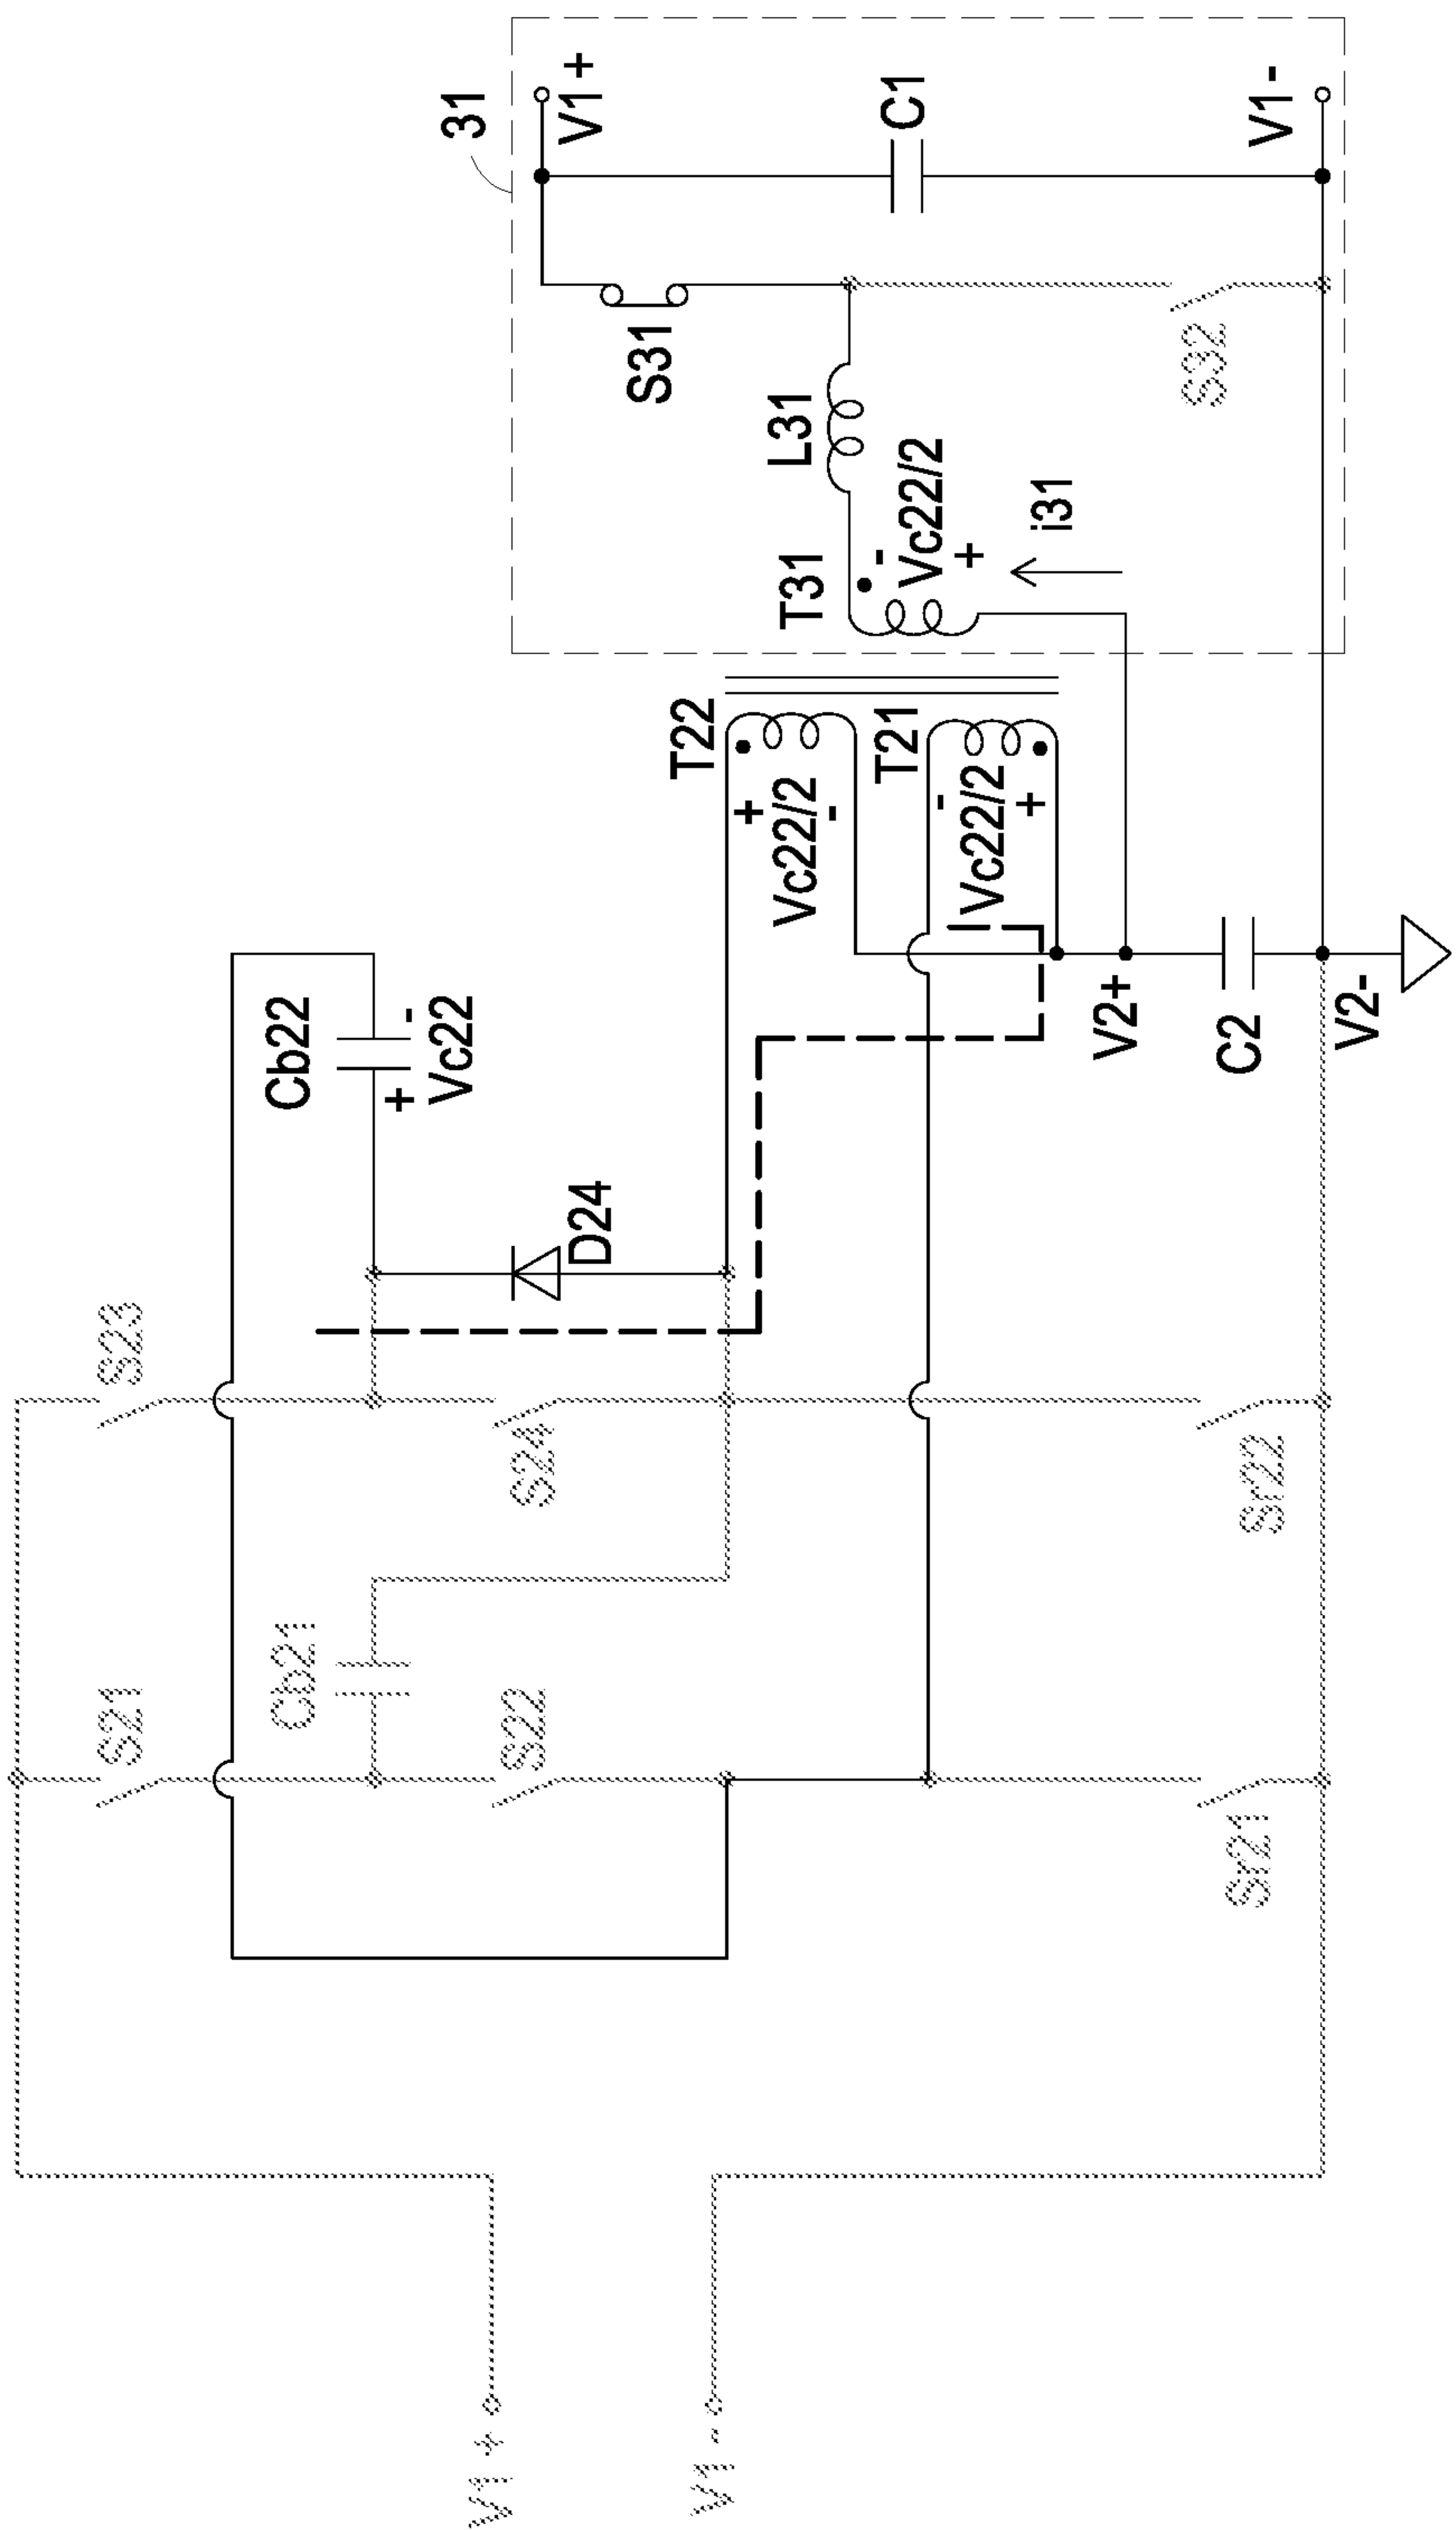 31
V1+
C1
V1-
S31
S32
L31
T31
-
Vc22/2
+
i31
T22
+
Vc22/2
-
T21
-
Vc22/2
+
Cb22
+
Vc22
-
D24
V2+
C2
V2-
S23
S24
Sr22
Cb21
S21
S22
Sr21
V1+
V1-